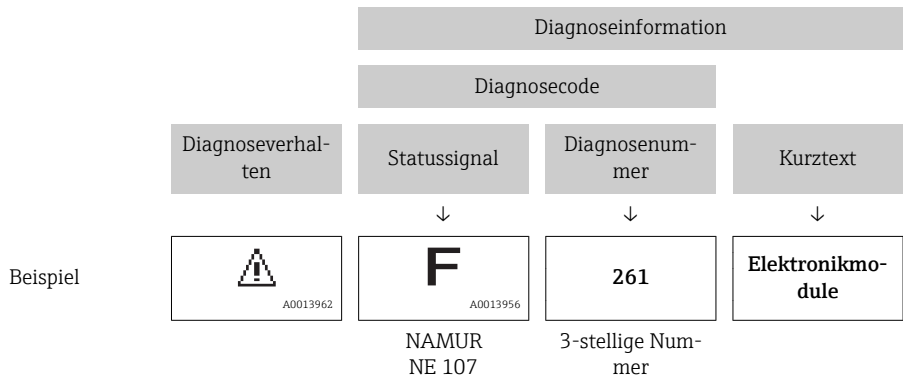 Diagnoseinformation
Diagnosecode
Diagnoseverhal-
ten
Statussignal
Diagnosenum-
mer
Kurztext
Beispiel
A0013962
F
A0013956
261
Elektronikmo-
dule
NAMUR
NE 107
3-stellige Num-
mer